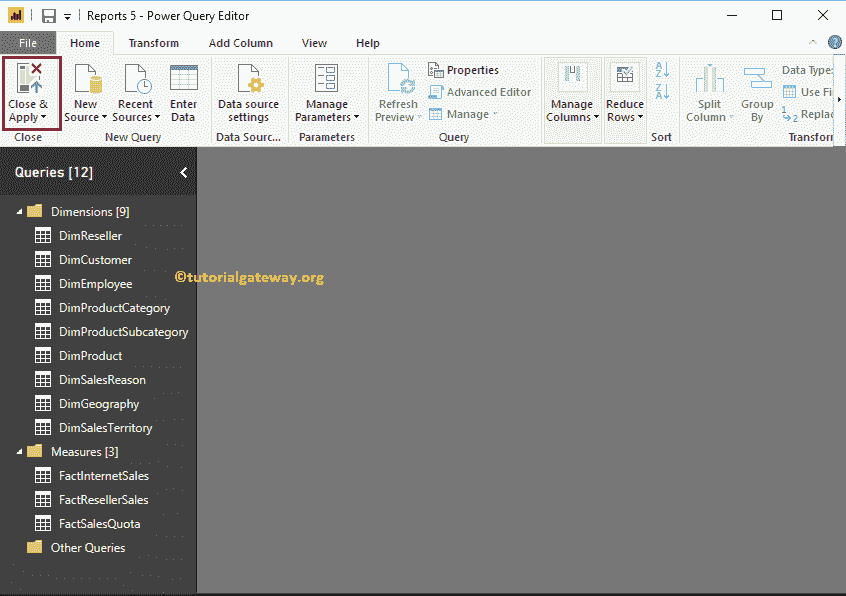 Reports 5 - Power Query Editor
File Home Transform Add Column View Help
Close & Apply
New Source
Recent Sources
Enter Data
Data source settings
Manage Parameters
Refresh Preview
Properties
Advanced Editor
Manage
Manage Columns
Reduce Rows
A Z
Z A
Split Column
Group By
Data Type:
Use Fi
1 2 Replac
Close New Query Data Sourc... Parameters Query Sort Transform
Queries [12]
Dimensions [9]
DimReseller
DimCustomer
DimEmployee
©tutorialgateway.org
DimProductCategory
DimProductSubcategory
DimProduct
DimSalesReason
DimGeography
DimSalesTerritory
Measures [3]
FactInternetSales
FactResellerSales
FactSalesQuota
Other Queries